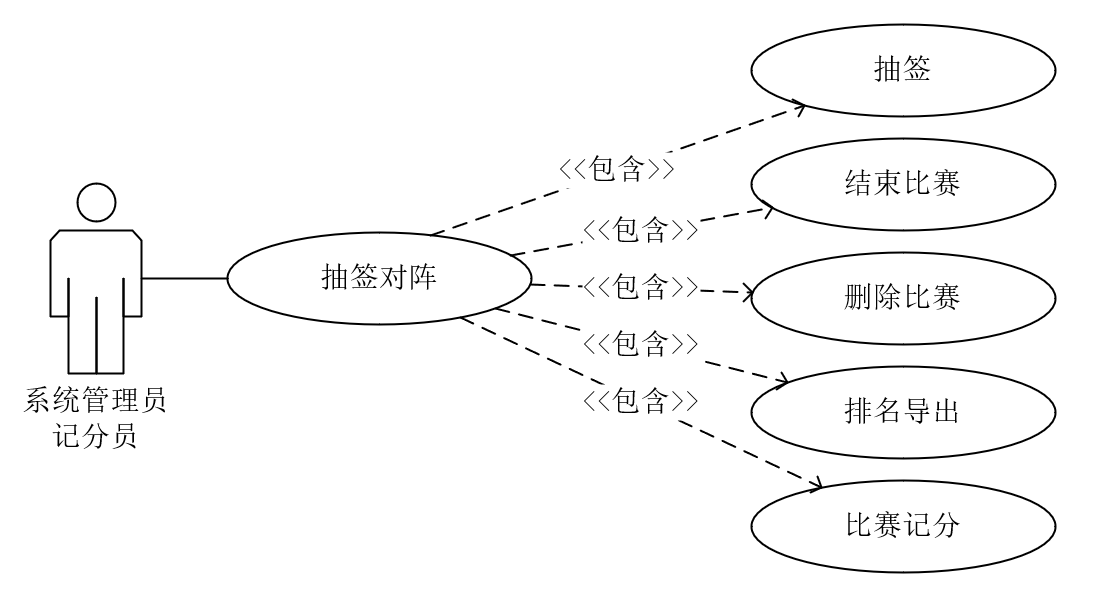 抽签
<<包含>>
结束比赛
<<包含>>
抽签对阵
<<包含>>
删除比赛
<<包含>>
系统管理员
记分员
<<包含>>
排名导出
比赛记分